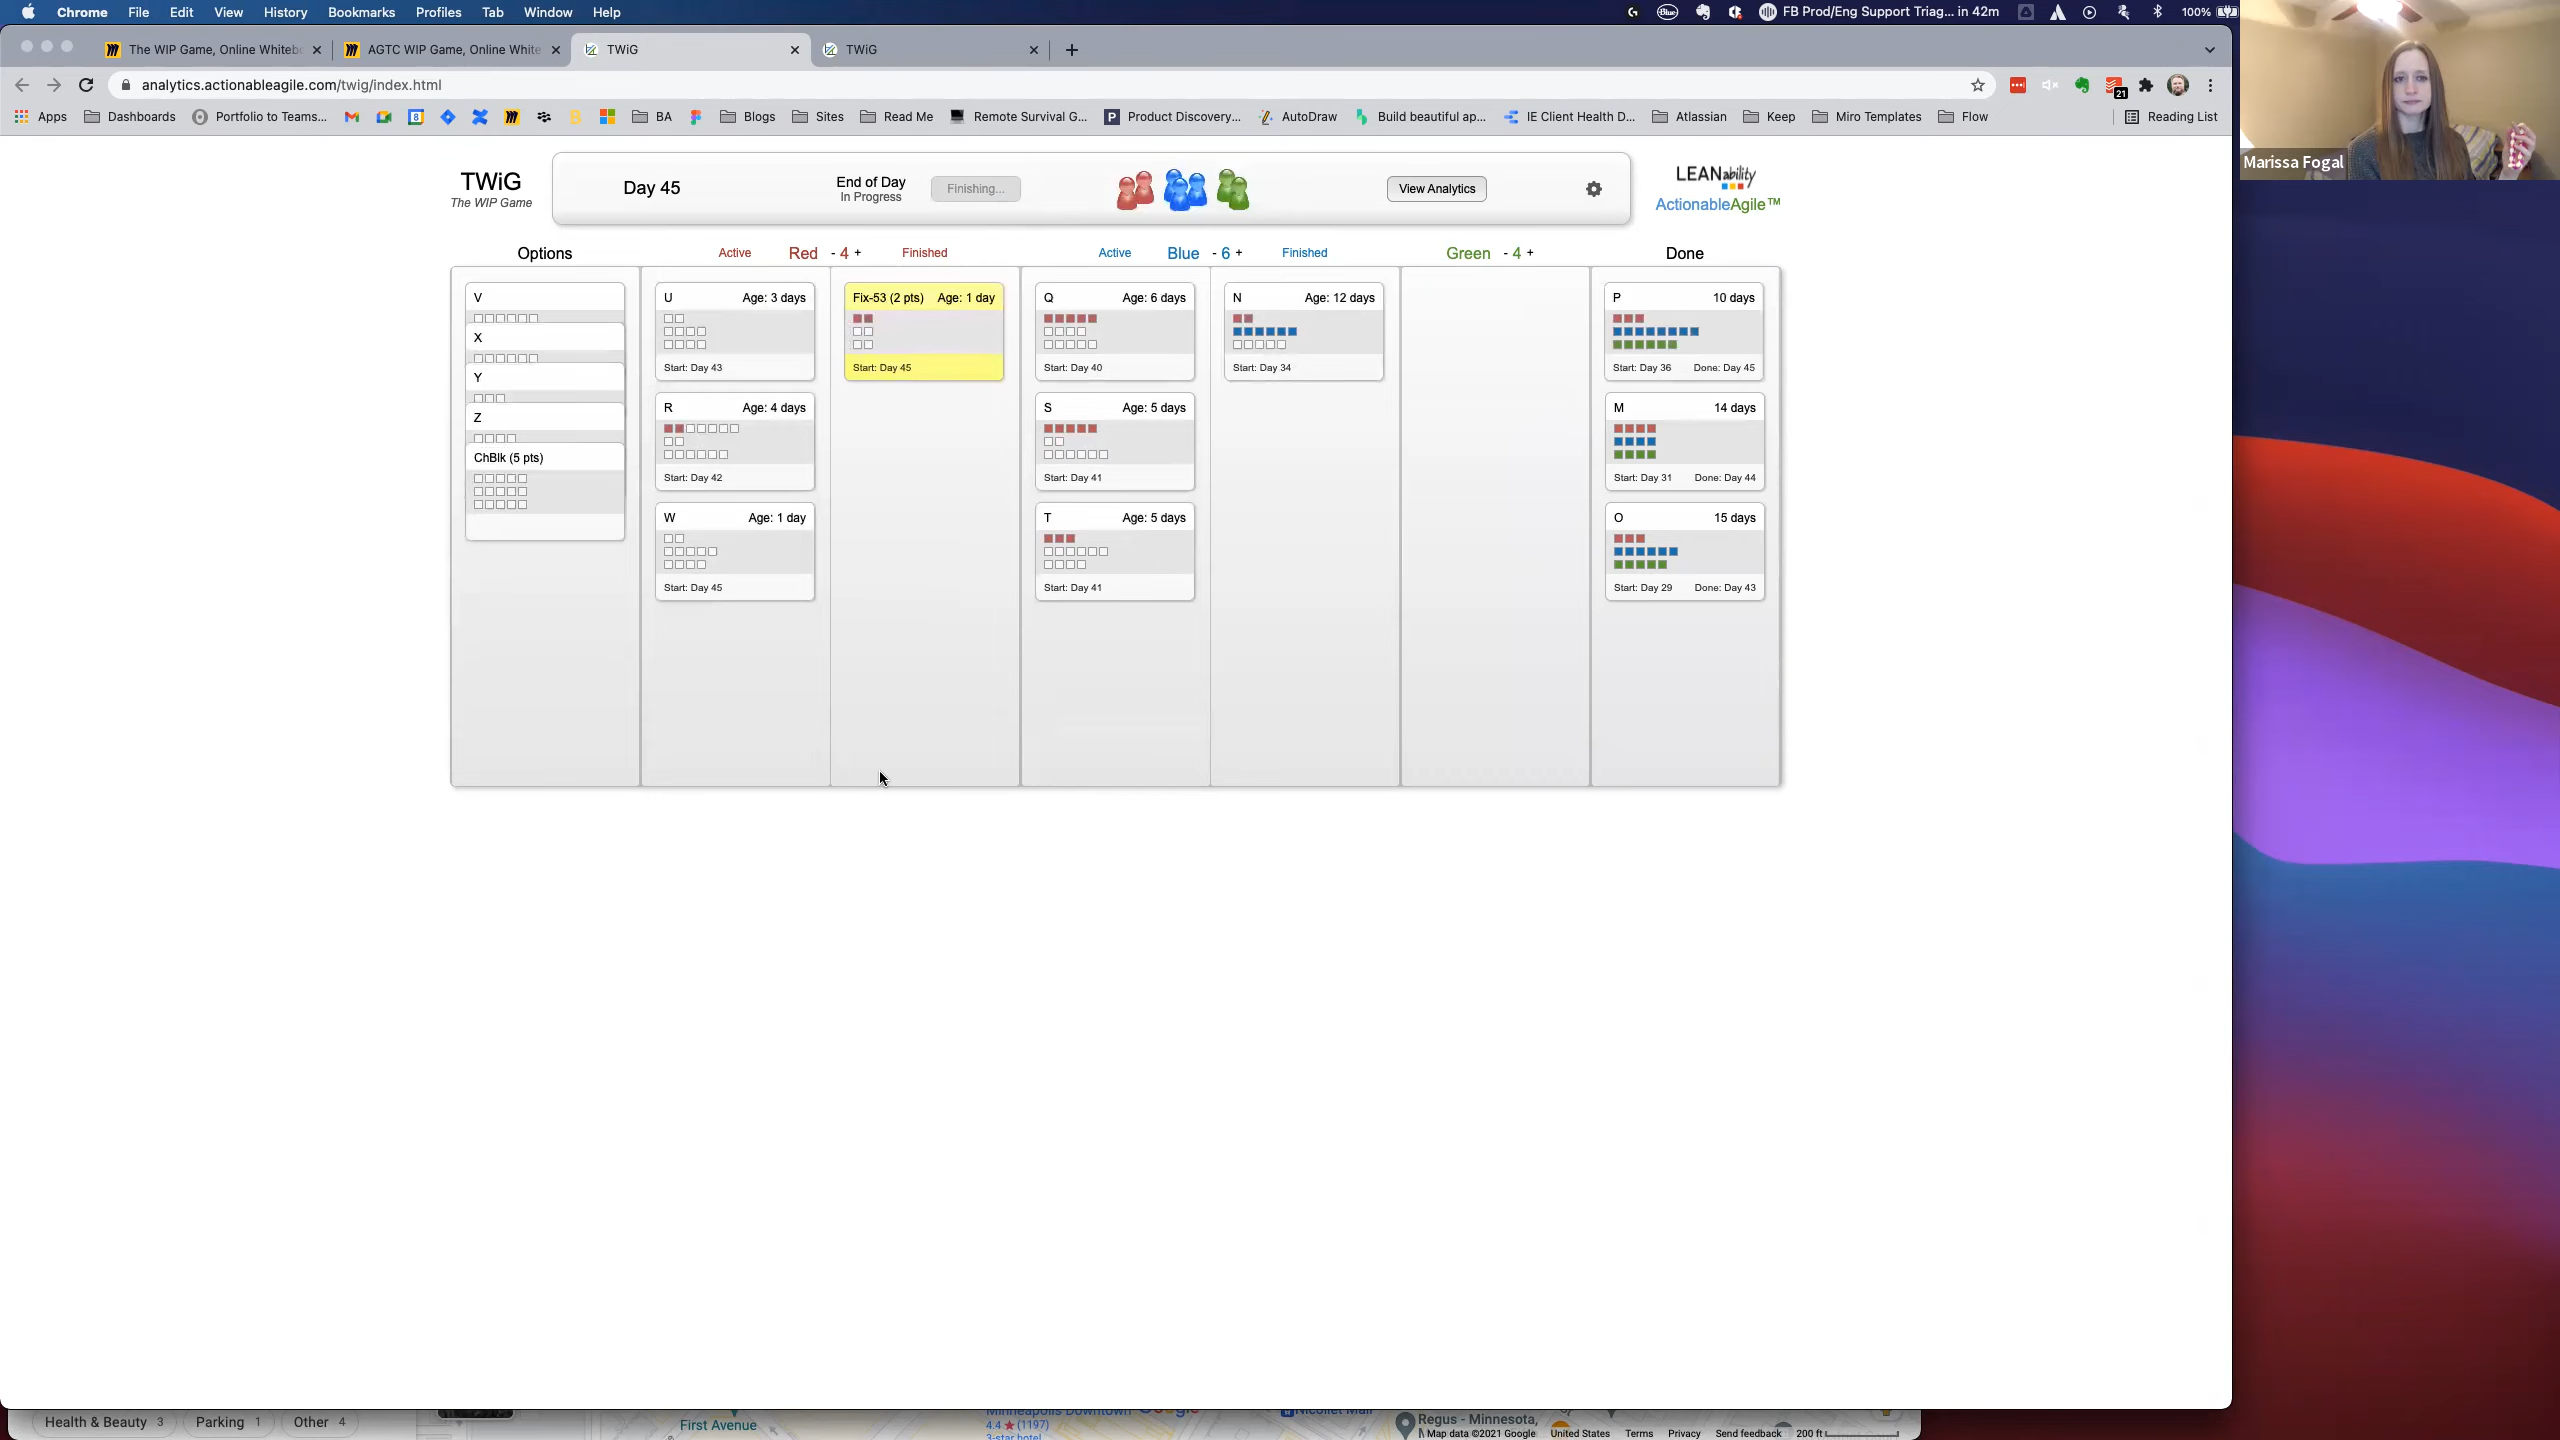 Chrome File Edit View History Bookmarks Profiles Tab Window Help
FB Prod/Eng Support Triag... in 42m
100%
The WIP Game, Online Whitebo
AGTC WIP Game, Online White
TWiG
TWiG
analytics.actionableagile.com/twig/index.html
21
Apps Dashboards Portfolio to Teams... BA Blogs Sites Read Me Remote Survival G... Product Discovery... AutoDraw Build beautiful ap... IE Client Health D... Atlassian Keep Miro Templates Flow Reading List
Marissa Fogal
TWiG
The WIP Game
Day 45
End of Day
In Progress
Finishing...
View Analytics
LEANability
ActionableAgile™
Options
Active Red - 4 + Finished
Active Blue - 6 + Finished
Green - 4 +
Done
V
X
Y
Z
ChBlk (5 pts)
U Age: 3 days
Start: Day 43
R Age: 4 days
Start: Day 42
W Age: 1 day
Start: Day 45
Fix-53 (2 pts) Age: 1 day
Start: Day 45
Q Age: 6 days
Start: Day 40
S Age: 5 days
Start: Day 41
T Age: 5 days
Start: Day 41
N Age: 12 days
Start: Day 34
P 10 days
Start: Day 36 Done: Day 45
M 14 days
Start: Day 31 Done: Day 44
O 15 days
Start: Day 29 Done: Day 43
Health & Beauty 3
Parking 1
Other 4
First Avenue
4.4 ★ (1197)
3-star hotel
Regus - Minnesota,
Map data ©2021 Google United States Terms Privacy Send feedback 200 ft